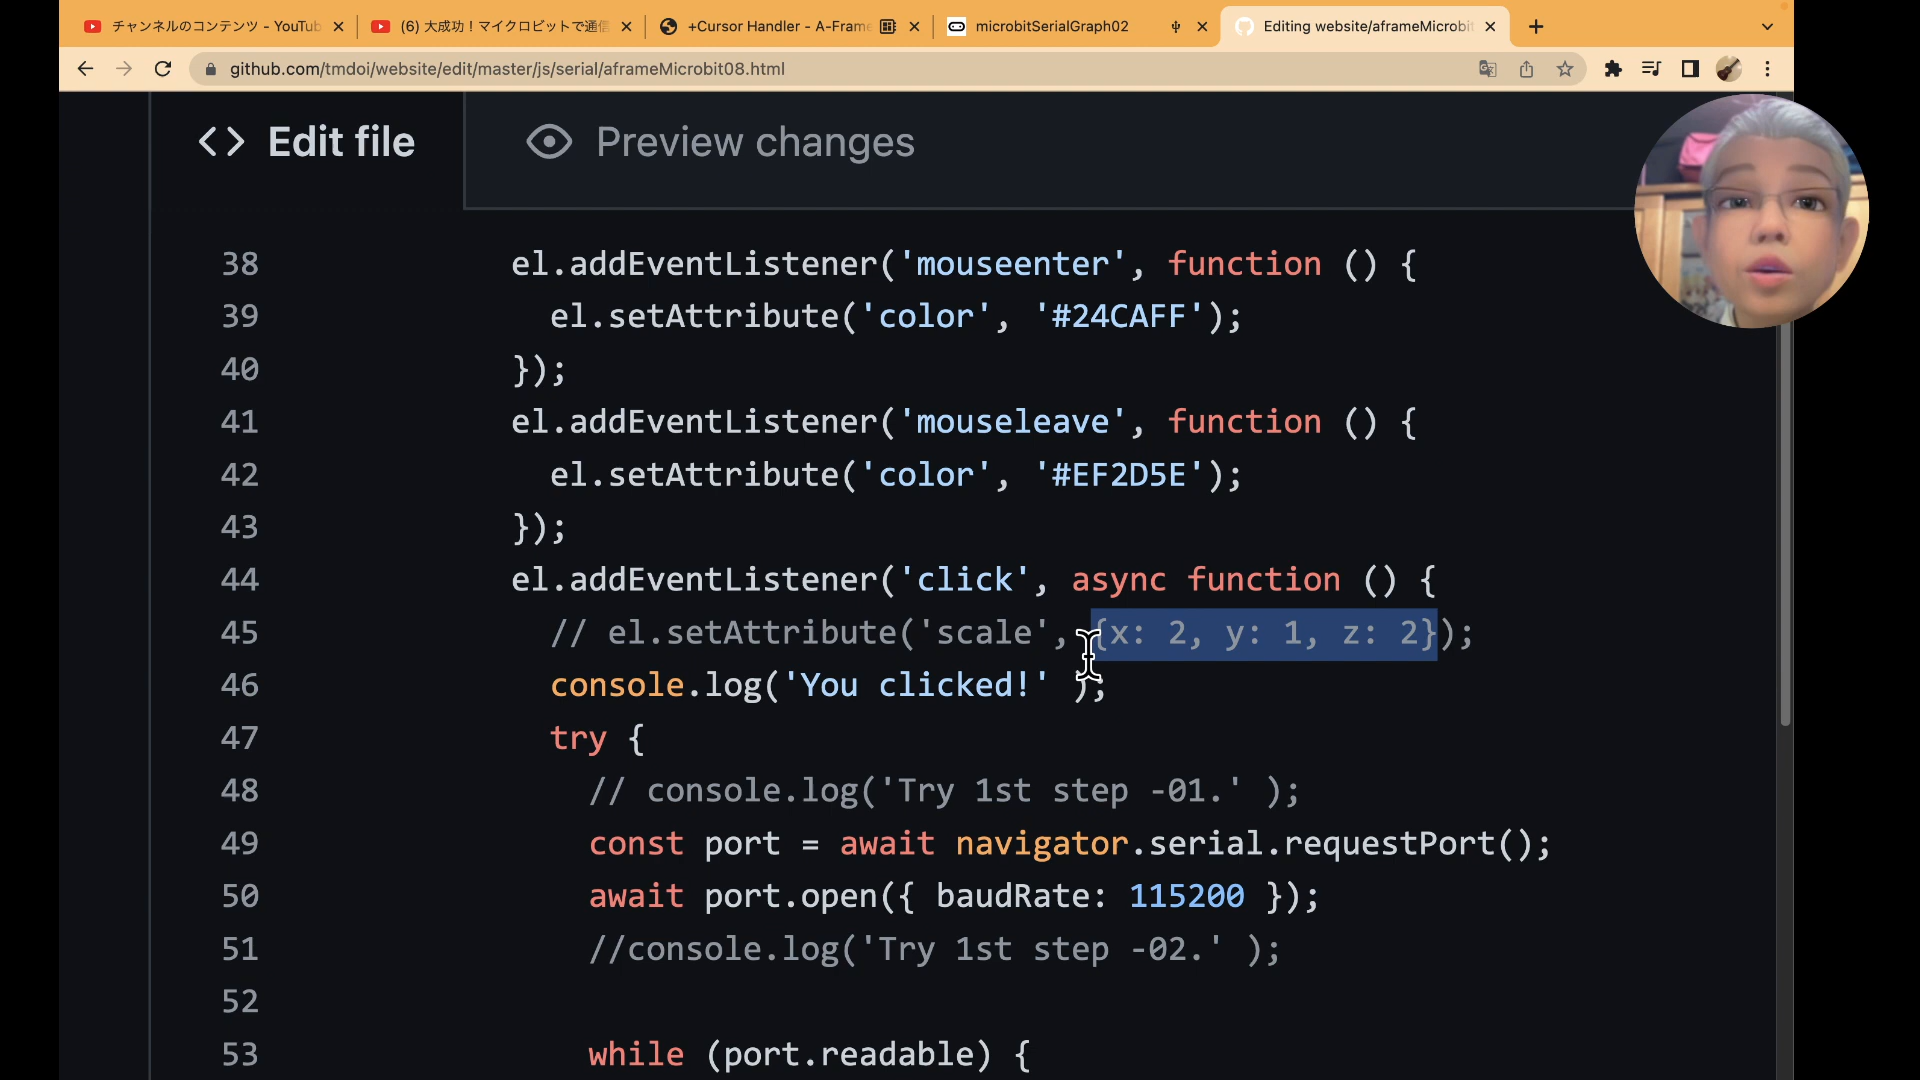 チャンネルのコンテンツ - YouTub
(6) 大成功！マイクロビットで通信
+Cursor Handler - A-Frame
microbitSerialGraph02
Editing website/aframeMicrobit
github.com/tmdoi/website/edit/master/js/serial/aframeMicrobit08.html
<> Edit file
Preview changes
38 el.addEventListener('mouseenter', function () {
39 el.setAttribute('color', '#24CAFF');
40 });
41 el.addEventListener('mouseleave', function () {
42 el.setAttribute('color', '#EF2D5E');
43 });
44 el.addEventListener('click', async function () {
45 // el.setAttribute('scale', {x: 2, y: 1, z: 2});
46 console.log('You clicked!' );
47 try {
48 // console.log('Try 1st step -01.' );
49 const port = await navigator.serial.requestPort();
50 await port.open({ baudRate: 115200 });
51 //console.log('Try 1st step -02.' );
52
53 while (port.readable) {